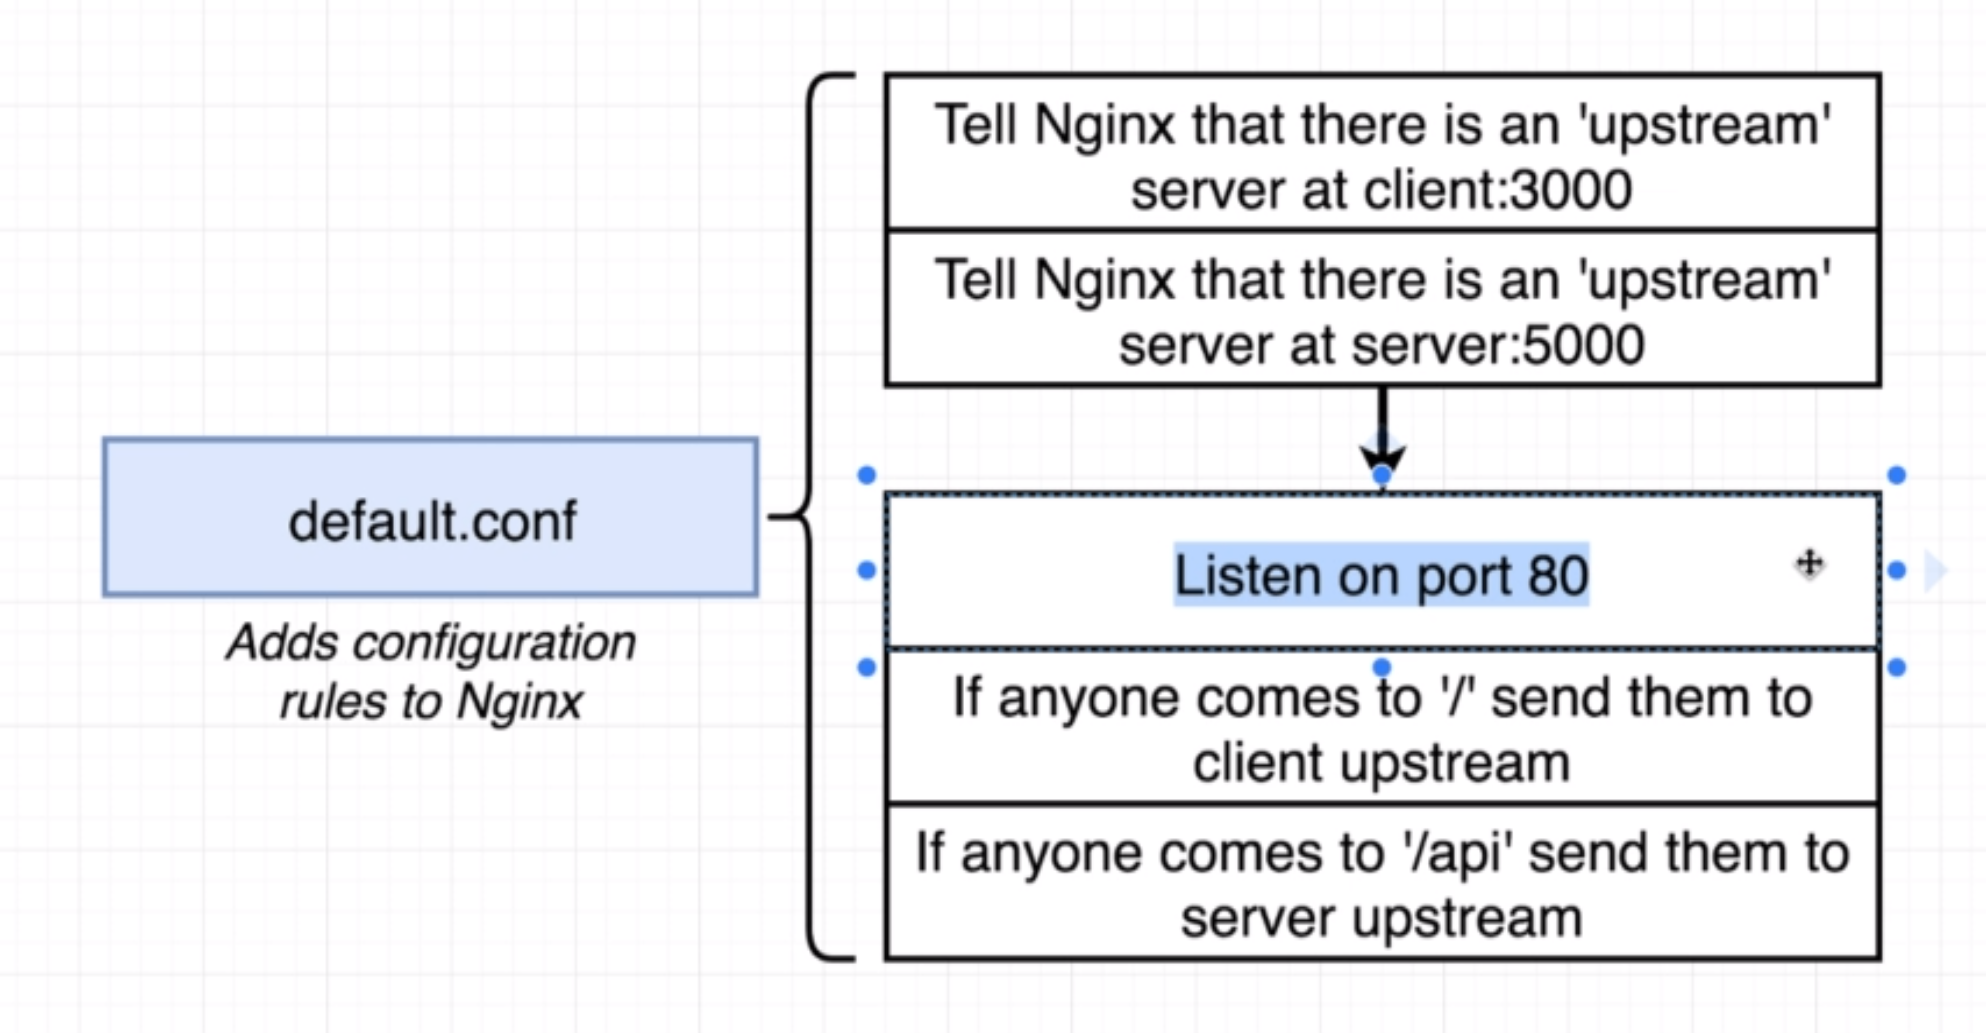 Tell Nginx that there is an 'upstream'
server at client:3000
Tell Nginx that there is an 'upstream'
server at server:5000
default.conf
Adds configuration
rules to Nginx
Listen on port 80
If anyone comes to '/' send them to
client upstream
If anyone comes to '/api' send them to
server upstream